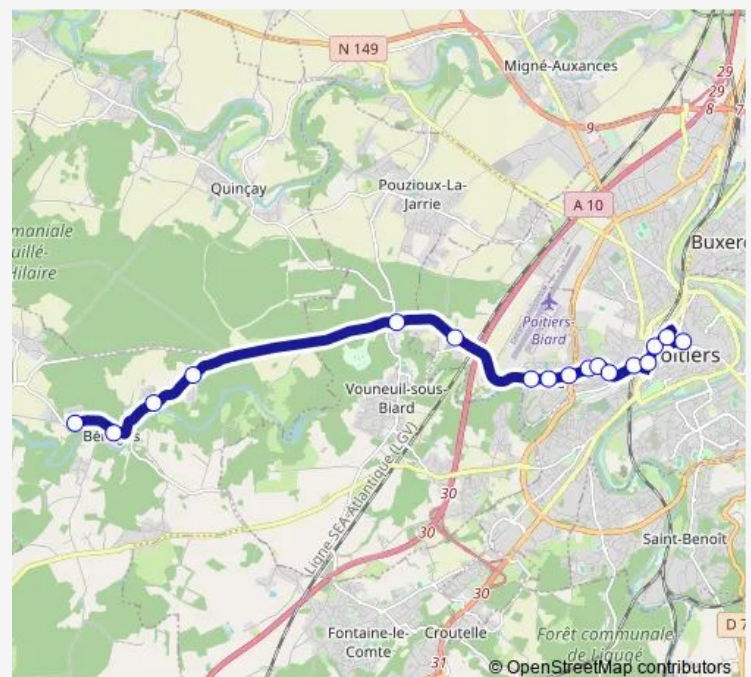 N 149
Migné-Auxances
29
29
9
8
7
Quinçay
Pouzioux-La-
Jarrie
A 10
maniale
uillé-
Hilaire
Buxero
Poitiers-
Biard
oitiers
Vouneuil-sous-
Biard
Bé
s
Ligne SEA-Atlantique (LGV)
30
30
Saint-Benoît
30
D 7
Fontaine-le-
Comte
Croutelle
Forêt communale
de Ligugé
31
© OpenStreetMap contributors